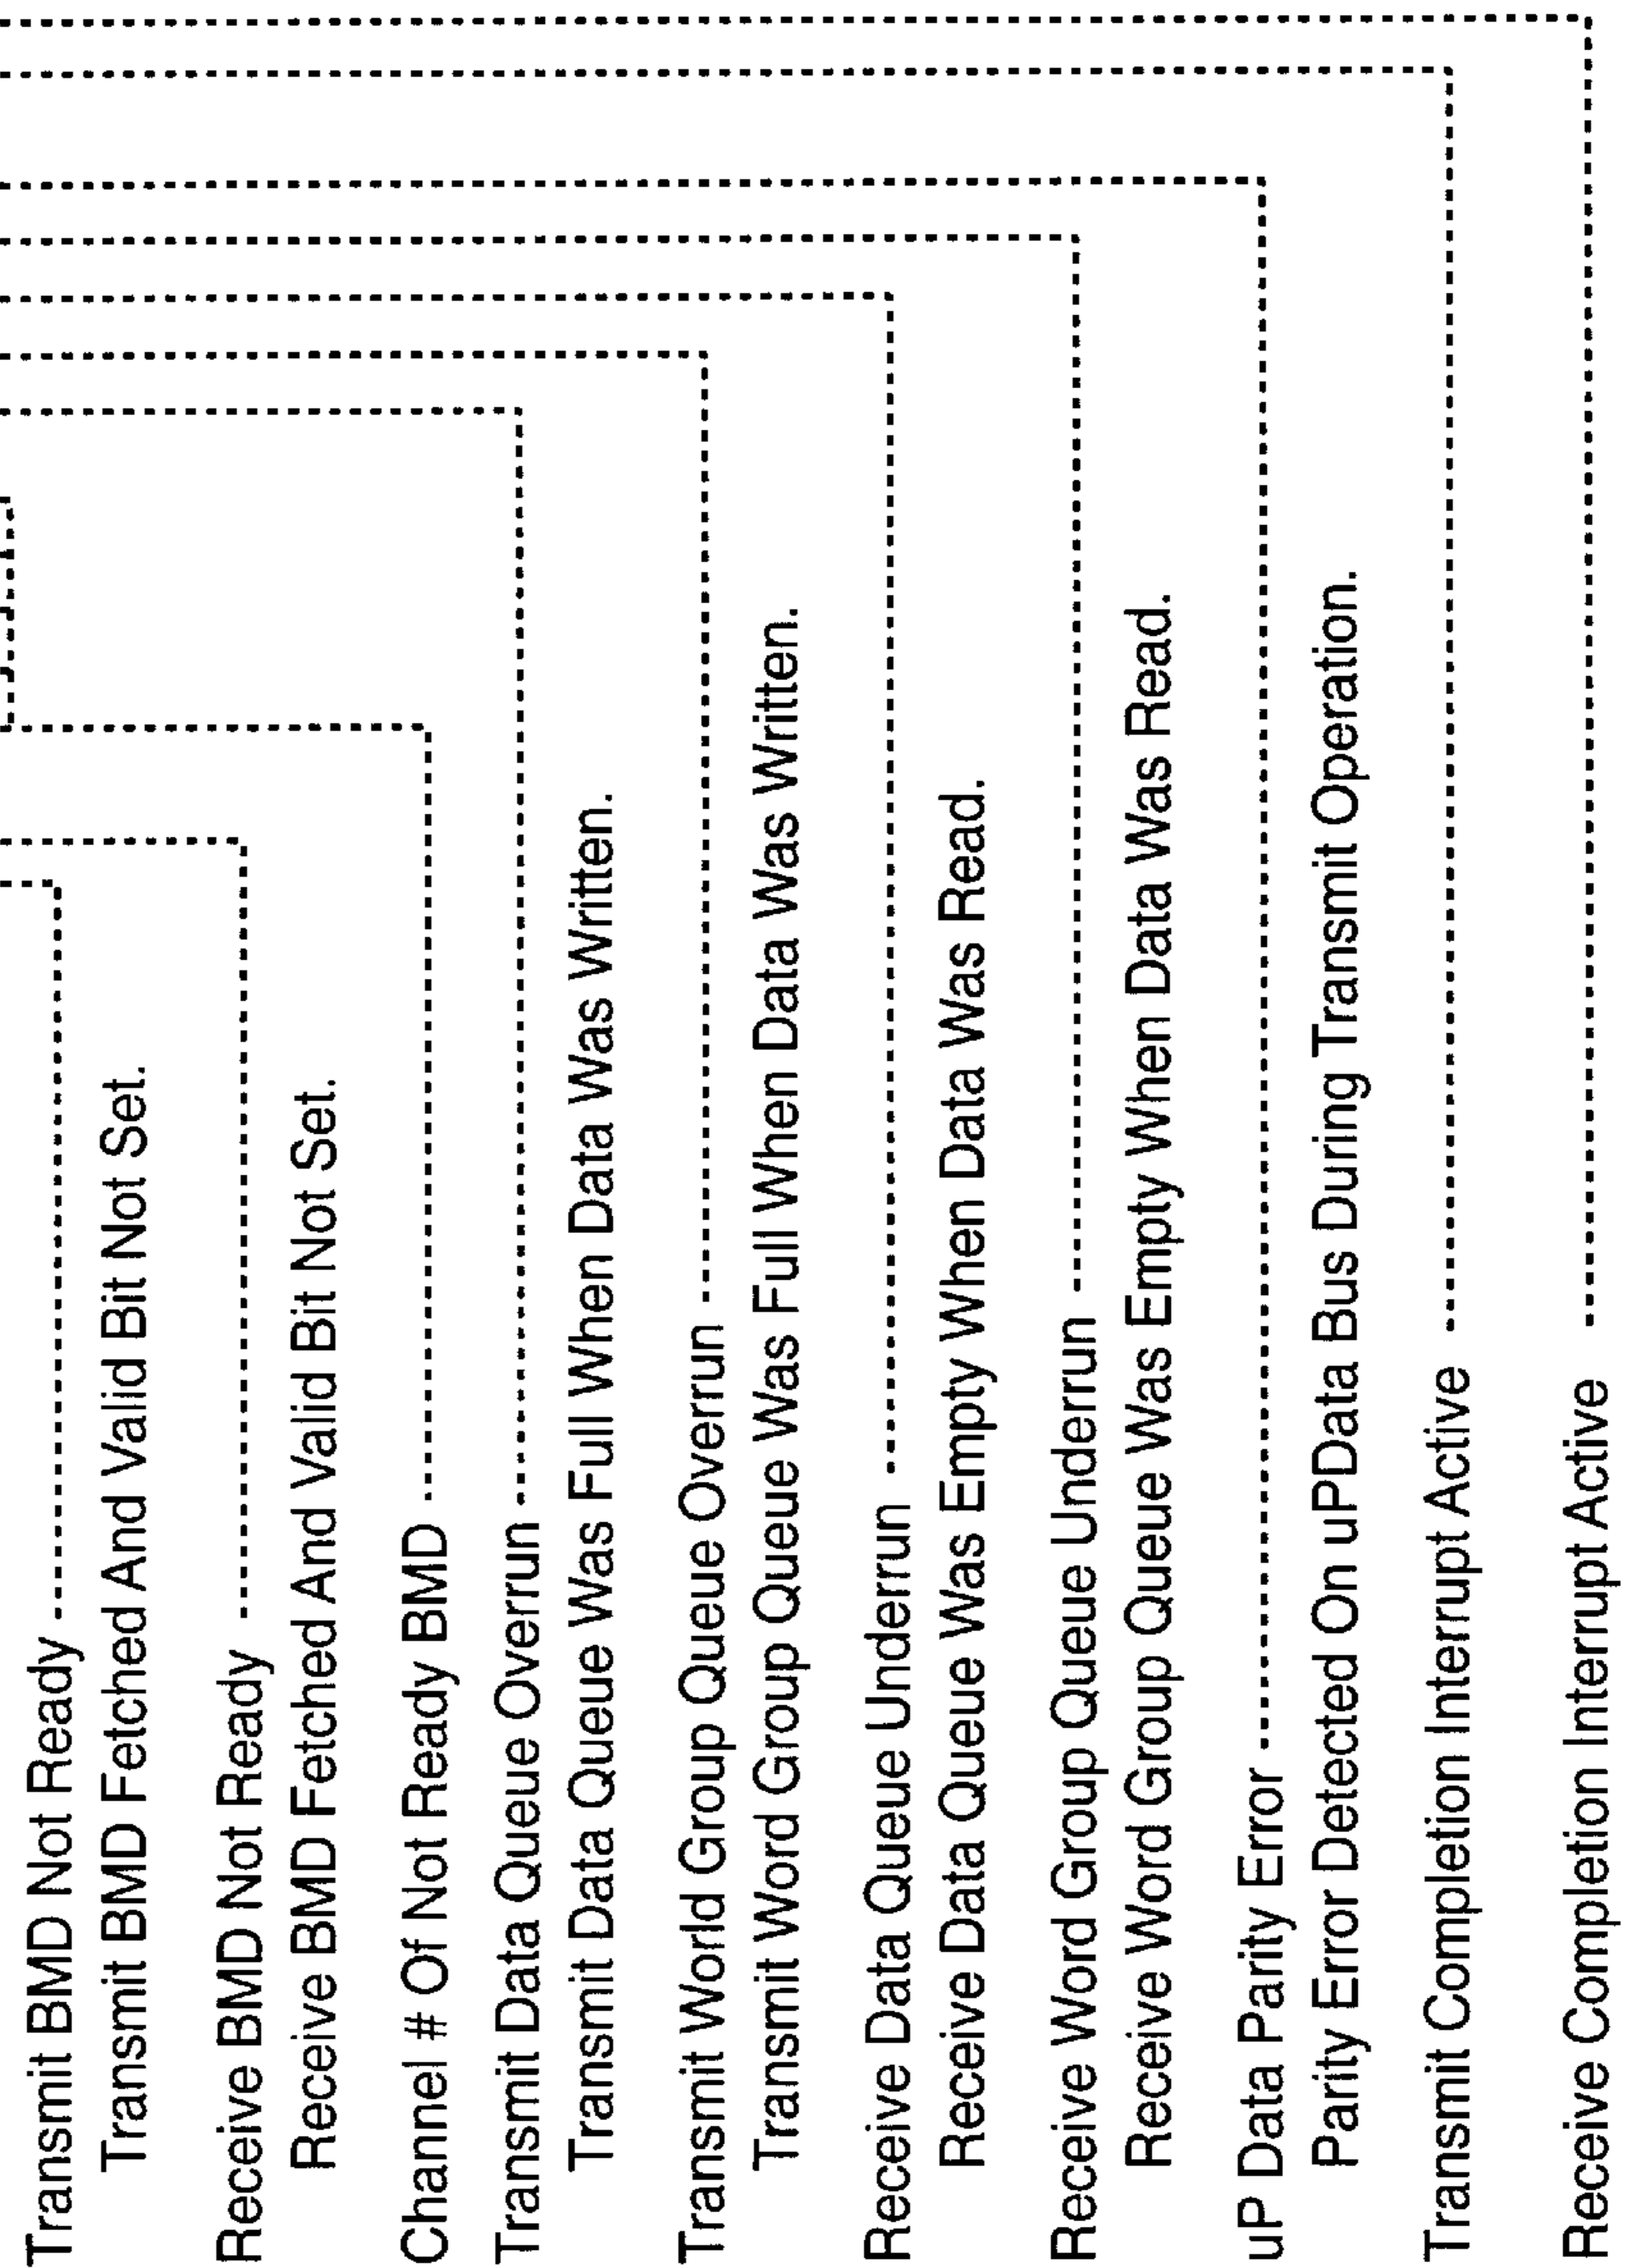 Transmit BMD Not Ready
Transmit BMD Fetched And Valid Bit Not Set.
Receive BMD Not Ready
Receive BMD Fetched And Valid Bit Not Set.
Channel # Of Not Ready BMD
Transmit Data Queue Overrun
Transmit Data Queue Was Full When Data Was Written.
Transmit World Group Queue Overrun
Transmit Word Group Queue Was Full When Data Was Written.
Receive Data Queue Underrun
Receive Data Queue Was Empty When Data Was Read.
Receive Word Group Queue Underrun
Receive Word Group Queue Was Empty When Data Was Read.
uP Data Parity Error
Parity Error Detected On uPData Bus During Transmit Operation.
Transmit Completion Interrupt Active
Receive Completion Interrupt Active